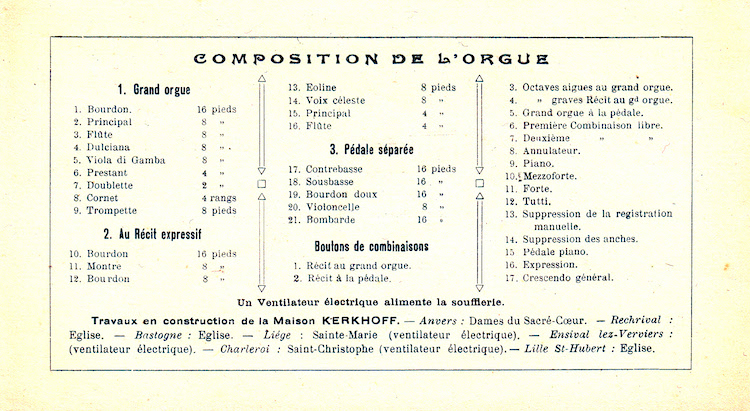 COMPOSITION DE L'ORGUE
1. Grand orgue
1. Bourdon. 16 pieds
2. Principal 8 „
3. Flûte 8 „
4. Dulciana 8 „
5. Viola di Gamba 8 „
6. Prestant 4 „
7. Doublette 2 „
8. Cornet 4 rangs
9. Trompette 8 pieds
2. Au Récit expressif
10. Bourdon 16 pieds
11. Montre 8 „
12. Bourdon 8 „
13. Eoline 8 pieds
14. Voix céleste 8 „
15. Principal 4 „
16. Flûte 4 „
3. Pédale séparée
17. Contrebasse 16 pieds
18. Sousbasse 16 „
19. Bourdon doux 16 „
20. Violoncelle 8 „
21. Bombarde 16 „
Boutons de combinaisons
1. Récit au grand orgue.
2. Récit à la pédale.
3. Octaves aigues au grand orgue.
4. „ graves Récit au gd orgue.
5. Grand orgue à la pédale.
6. Première Combinaison libre.
7. Deuxième „ „
8. Annulateur.
9. Piano.
10. Mezzoforte.
11. Forte.
12. Tutti.
13. Suppression de la registration
manuelle.
14. Suppression des anches.
15 Pédale piano.
16. Expression.
17. Crescendo général.
Un Ventilateur électrique alimente la soufflerie.
Travaux en construction de la Maison KERKHOFF. — Anvers : Dames du Sacré-Cœur. — Rechrival :
Eglise. — Bastogne : Eglise. — Liége : Sainte-Marie (ventilateur électrique). — Ensival lez-Verviers :
(ventilateur électrique). — Charleroi : Saint-Christophe (ventilateur électrique). — Lille St-Hubert : Eglise.